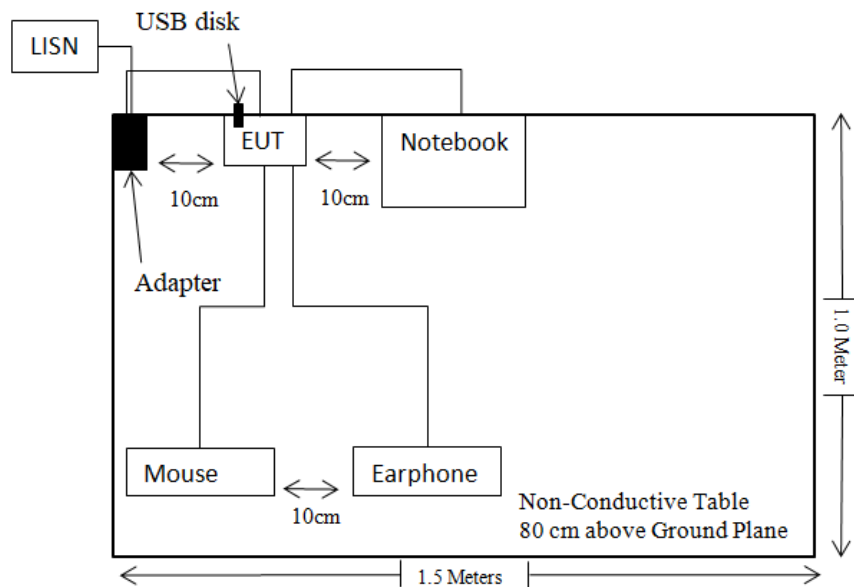 USB disk
LISN
EUT
Notebook
10cm
10cm
Adapter
1.0 Meter
Mouse
Earphone
10cm
Non-Conductive Table
80 cm above Ground Plane
1.5 Meters